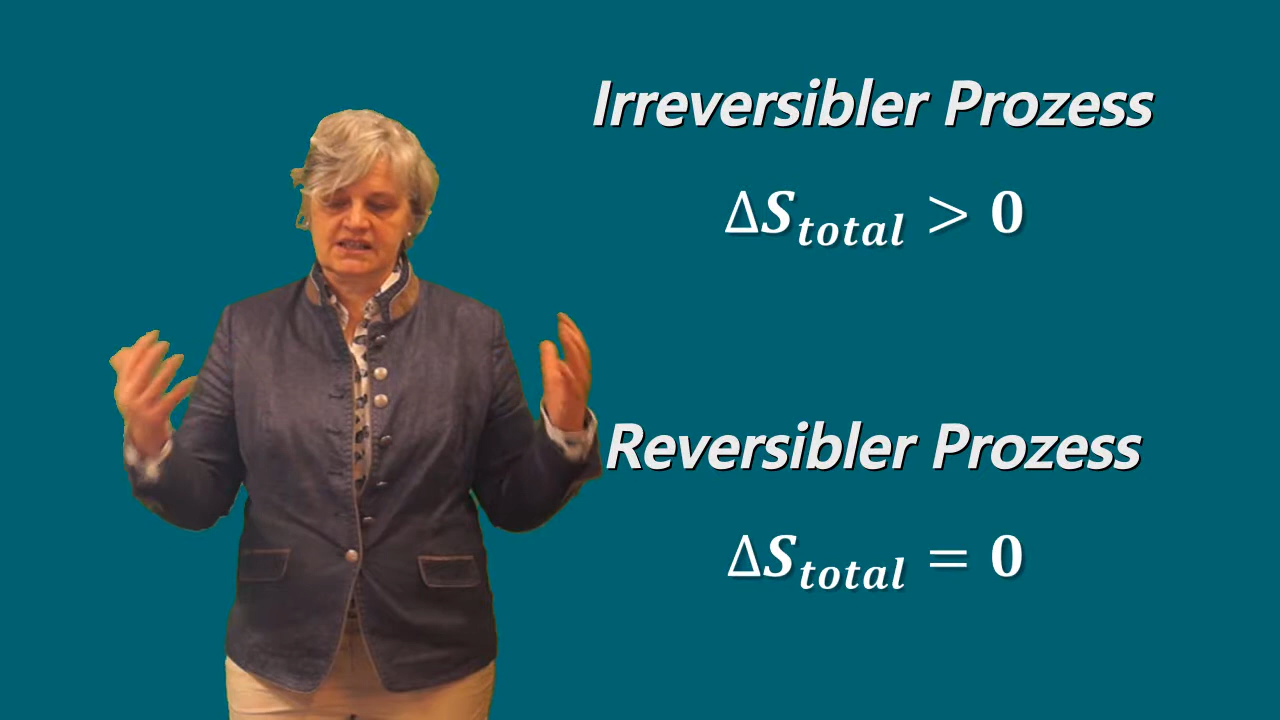 Irreversibler Prozess
ΔS_total > 0
Reversibler Prozess
ΔS_total = 0